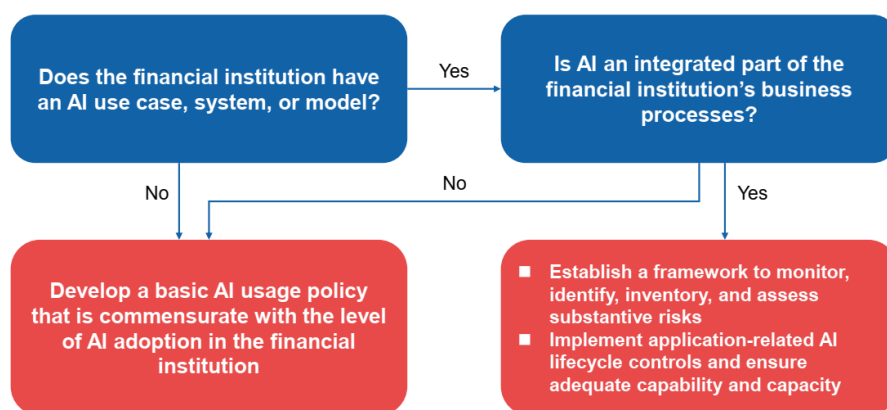 Does the financial institution have
an AI use case, system, or model?
Yes
Is AI an integrated part of the
financial institution's business
processes?
No
No
Yes
Develop a basic AI usage policy
that is commensurate with the level
of AI adoption in the financial
institution
■ Establish a framework to monitor,
identify, inventory, and assess
substantive risks
■ Implement application-related AI
lifecycle controls and ensure
adequate capability and capacity